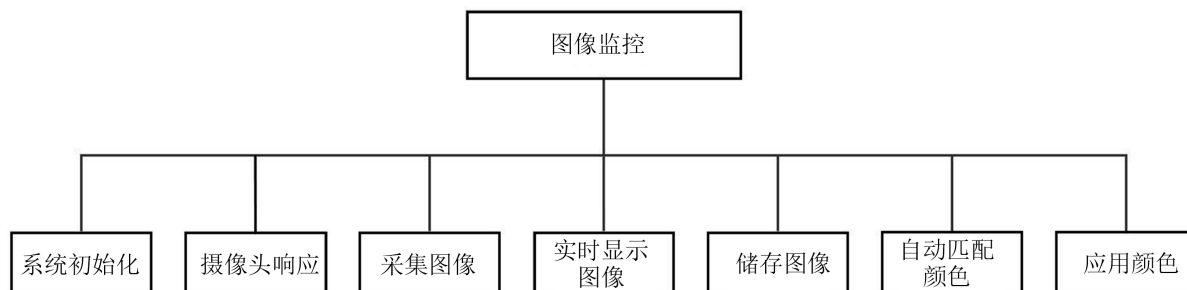 图像监控
系统初始化
摄像头响应
采集图像
实时显示
图像
储存图像
自动匹配
颜色
应用颜色